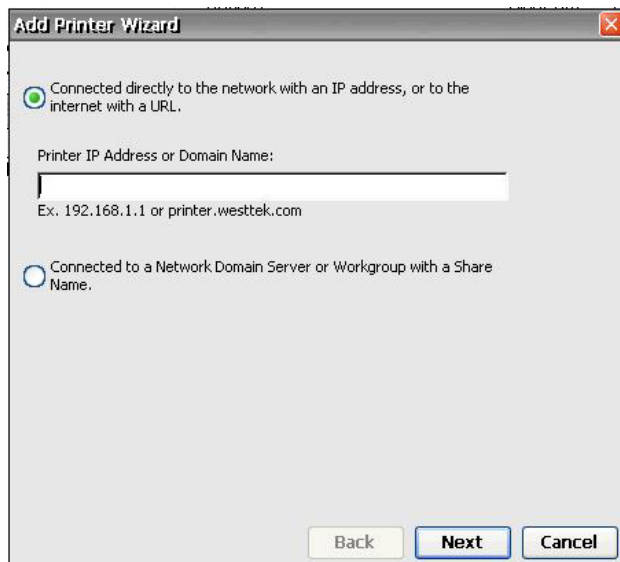 Add Printer Wizard
Connected directly to the network with an IP address, or to the
internet with a URL.
Printer IP Address or Domain Name:
Ex. 192.168.1.1 or printer.westtek.com
Connected to a Network Domain Server or Workgroup with a Share
Name.
Back
Next
Cancel